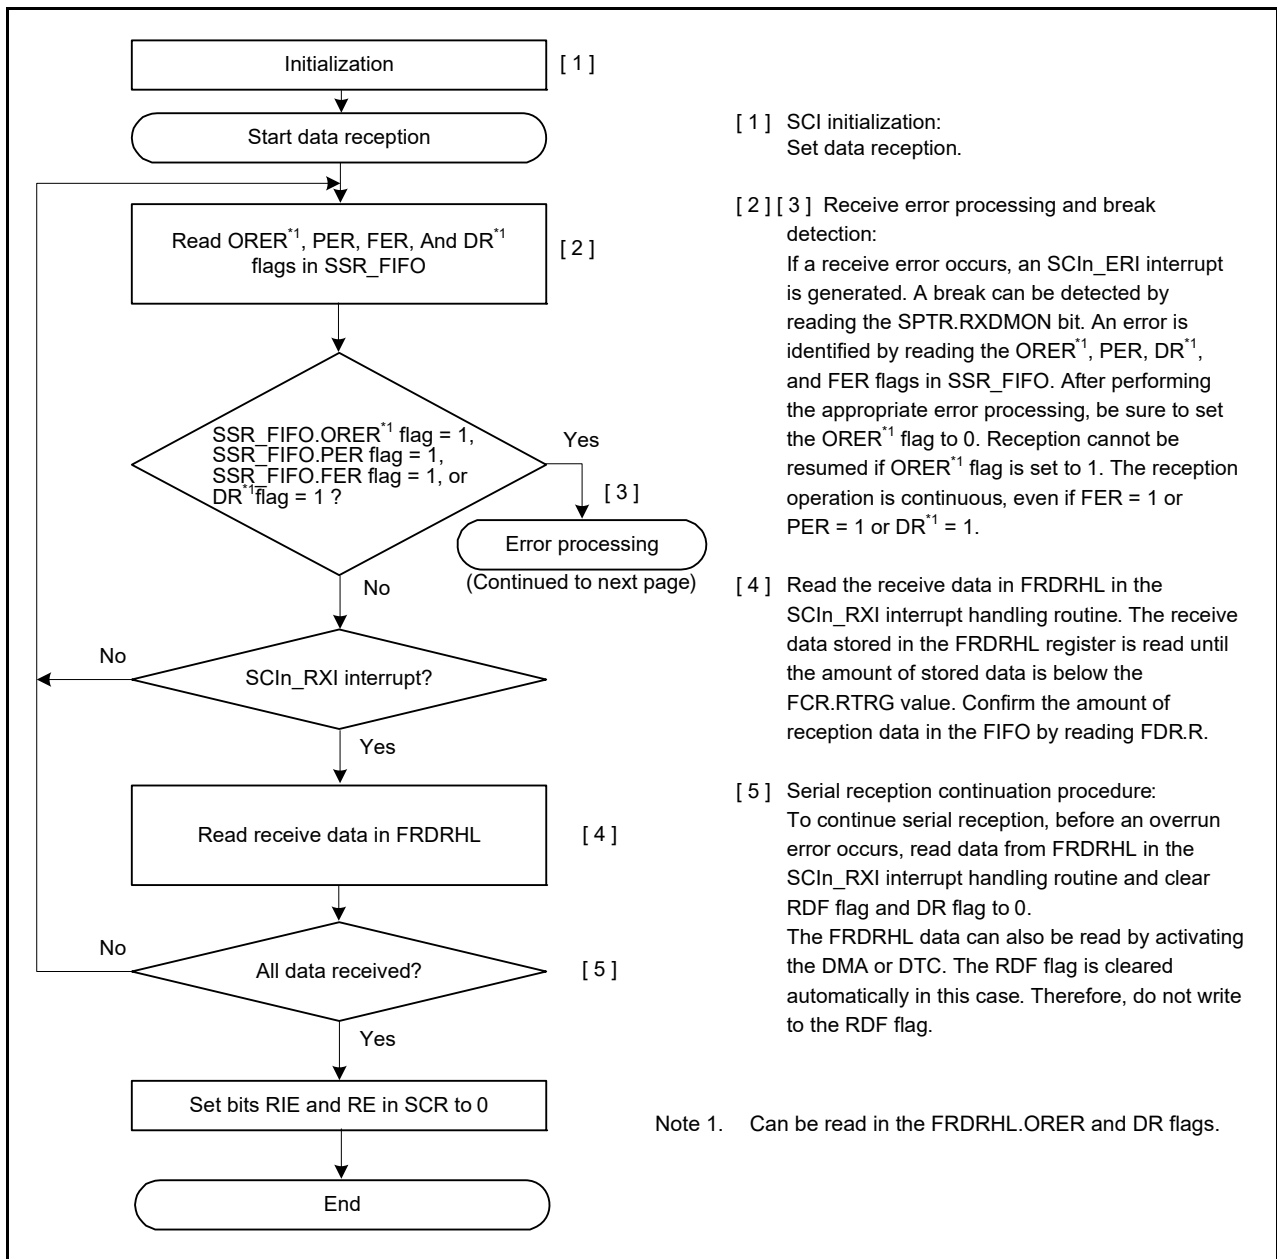 Initialization
[ 1 ]
Start data reception
Read ORER*1, PER, FER, And DR*1
flags in SSR_FIFO
[ 2 ]
SSR_FIFO.ORER*1 flag = 1,
SSR_FIFO.PER flag = 1,
SSR_FIFO.FER flag = 1, or
DR*1flag = 1 ?
Yes
[ 3 ]
Error processing
(Continued to next page)
No
No
SCIn_RXI interrupt?
Yes
Read receive data in FRDRHL
[ 4 ]
No
All data received?
[ 5 ]
Yes
Set bits RIE and RE in SCR to 0
End
[ 1 ] SCI initialization:
Set data reception.
[ 2 ] [ 3 ] Receive error processing and break
detection:
If a receive error occurs, an SCIn_ERI interrupt
is generated. A break can be detected by
reading the SPTR.RXDMON bit. An error is
identified by reading the ORER*1, PER, DR*1,
and FER flags in SSR_FIFO. After performing
the appropriate error processing, be sure to set
the ORER*1 flag to 0. Reception cannot be
resumed if ORER*1 flag is set to 1. The reception
operation is continuous, even if FER = 1 or
PER = 1 or DR*1 = 1.
[ 4 ] Read the receive data in FRDRHL in the
SCIn_RXI interrupt handling routine. The receive
data stored in the FRDRHL register is read until
the amount of stored data is below the
FCR.RTRG value. Confirm the amount of
reception data in the FIFO by reading FDR.R.
[ 5 ] Serial reception continuation procedure:
To continue serial reception, before an overrun
error occurs, read data from FRDRHL in the
SCIn_RXI interrupt handling routine and clear
RDF flag and DR flag to 0.
The FRDRHL data can also be read by activating
the DMA or DTC. The RDF flag is cleared
automatically in this case. Therefore, do not write
to the RDF flag.
Note 1. Can be read in the FRDRHL.ORER and DR flags.